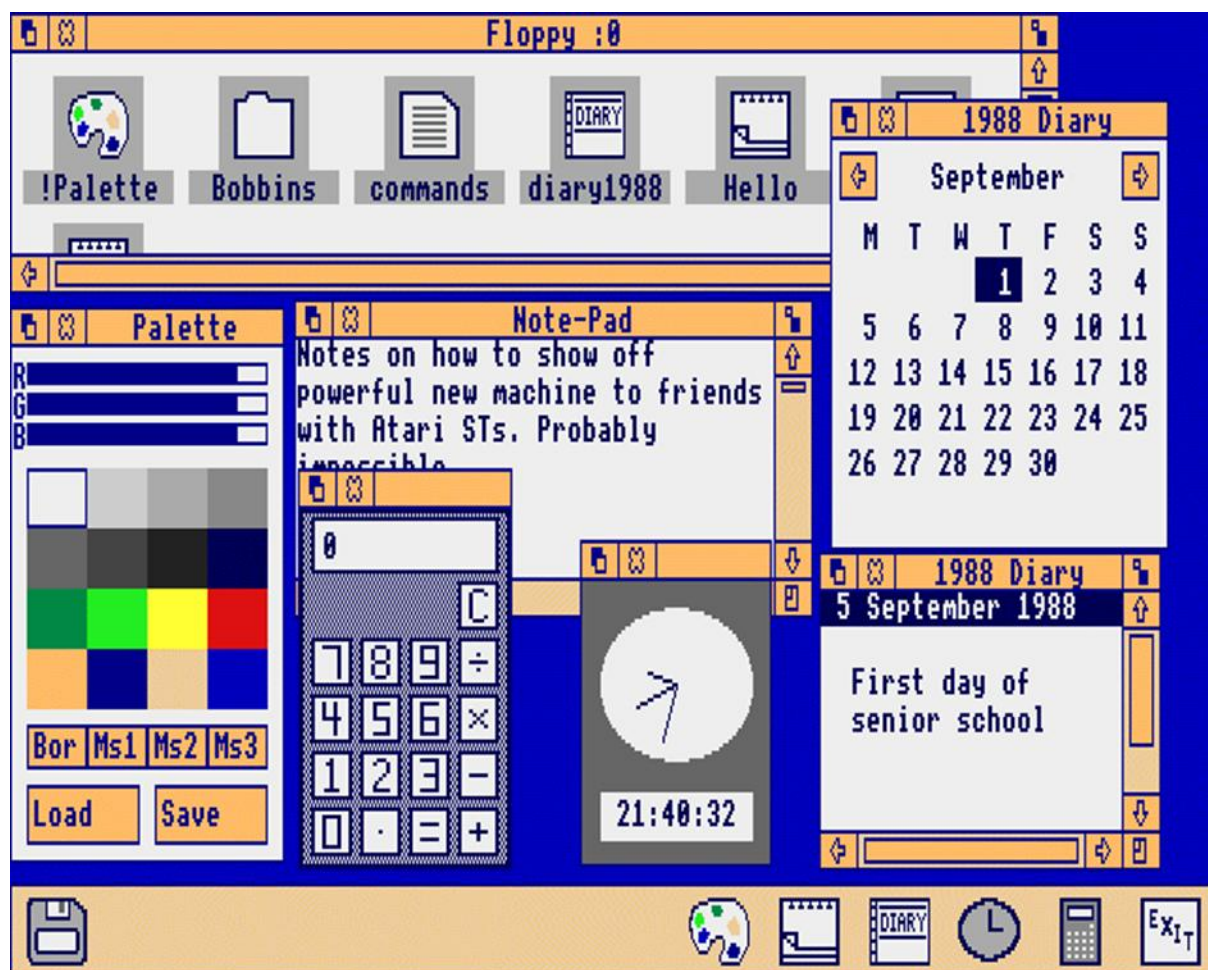 Floppy :0
!Palette Bobbins commands diary1988 Hello
DIARY
Palette
R
G
B
Bor Ms1 Ms2 Ms3
Load Save
Note-Pad
Notes on how to show off
powerful new machine to friends
with Atari STs. Probably
0
C
7 8 9 ÷
4 5 6 ×
1 2 3 -
0 . = +
21:40:32
1988 Diary
September
M T W T F S S
1 2 3 4
5 6 7 8 9 10 11
12 13 14 15 16 17 18
19 20 21 22 23 24 25
26 27 28 29 30
1988 Diary
5 September 1988
First day of
senior school
DIARY
EXIT